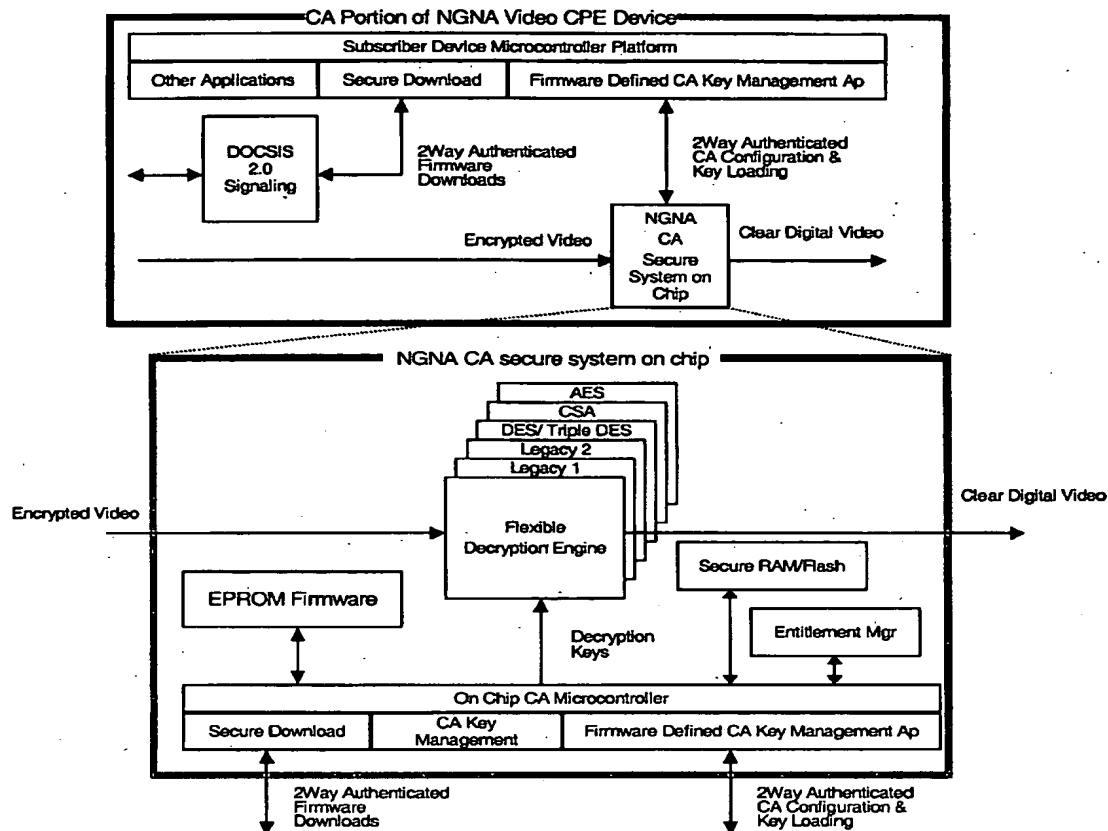 CA Portion of NGNA Video CPE Device
Subscriber Device Microcontroller Platform
Other Applications
Secure Download
Firmware Defined CA Key Management Ap
DOCSIS
2.0
Signaling
2Way Authenticated
Firmware
Downloads
2Way Authenticated
CA Configuration &
Key Loading
Encrypted Video
NGNA
CA
Secure
System on
Chip
Clear Digital Video
NGNA CA secure system on chip
AES
CSA
DES/ Triple DES
Legacy 2
Legacy 1
Flexible
Decryption Engine
Encrypted Video
Clear Digital Video
EPROM Firmware
Decryption
Keys
Secure RAM/Flash
Entitlement Mgr
On Chip CA Microcontroller
Secure Download
CA Key
Management
Firmware Defined CA Key Management Ap
2Way Authenticated
Firmware
Downloads
2Way Authenticated
CA Configuration &
Key Loading